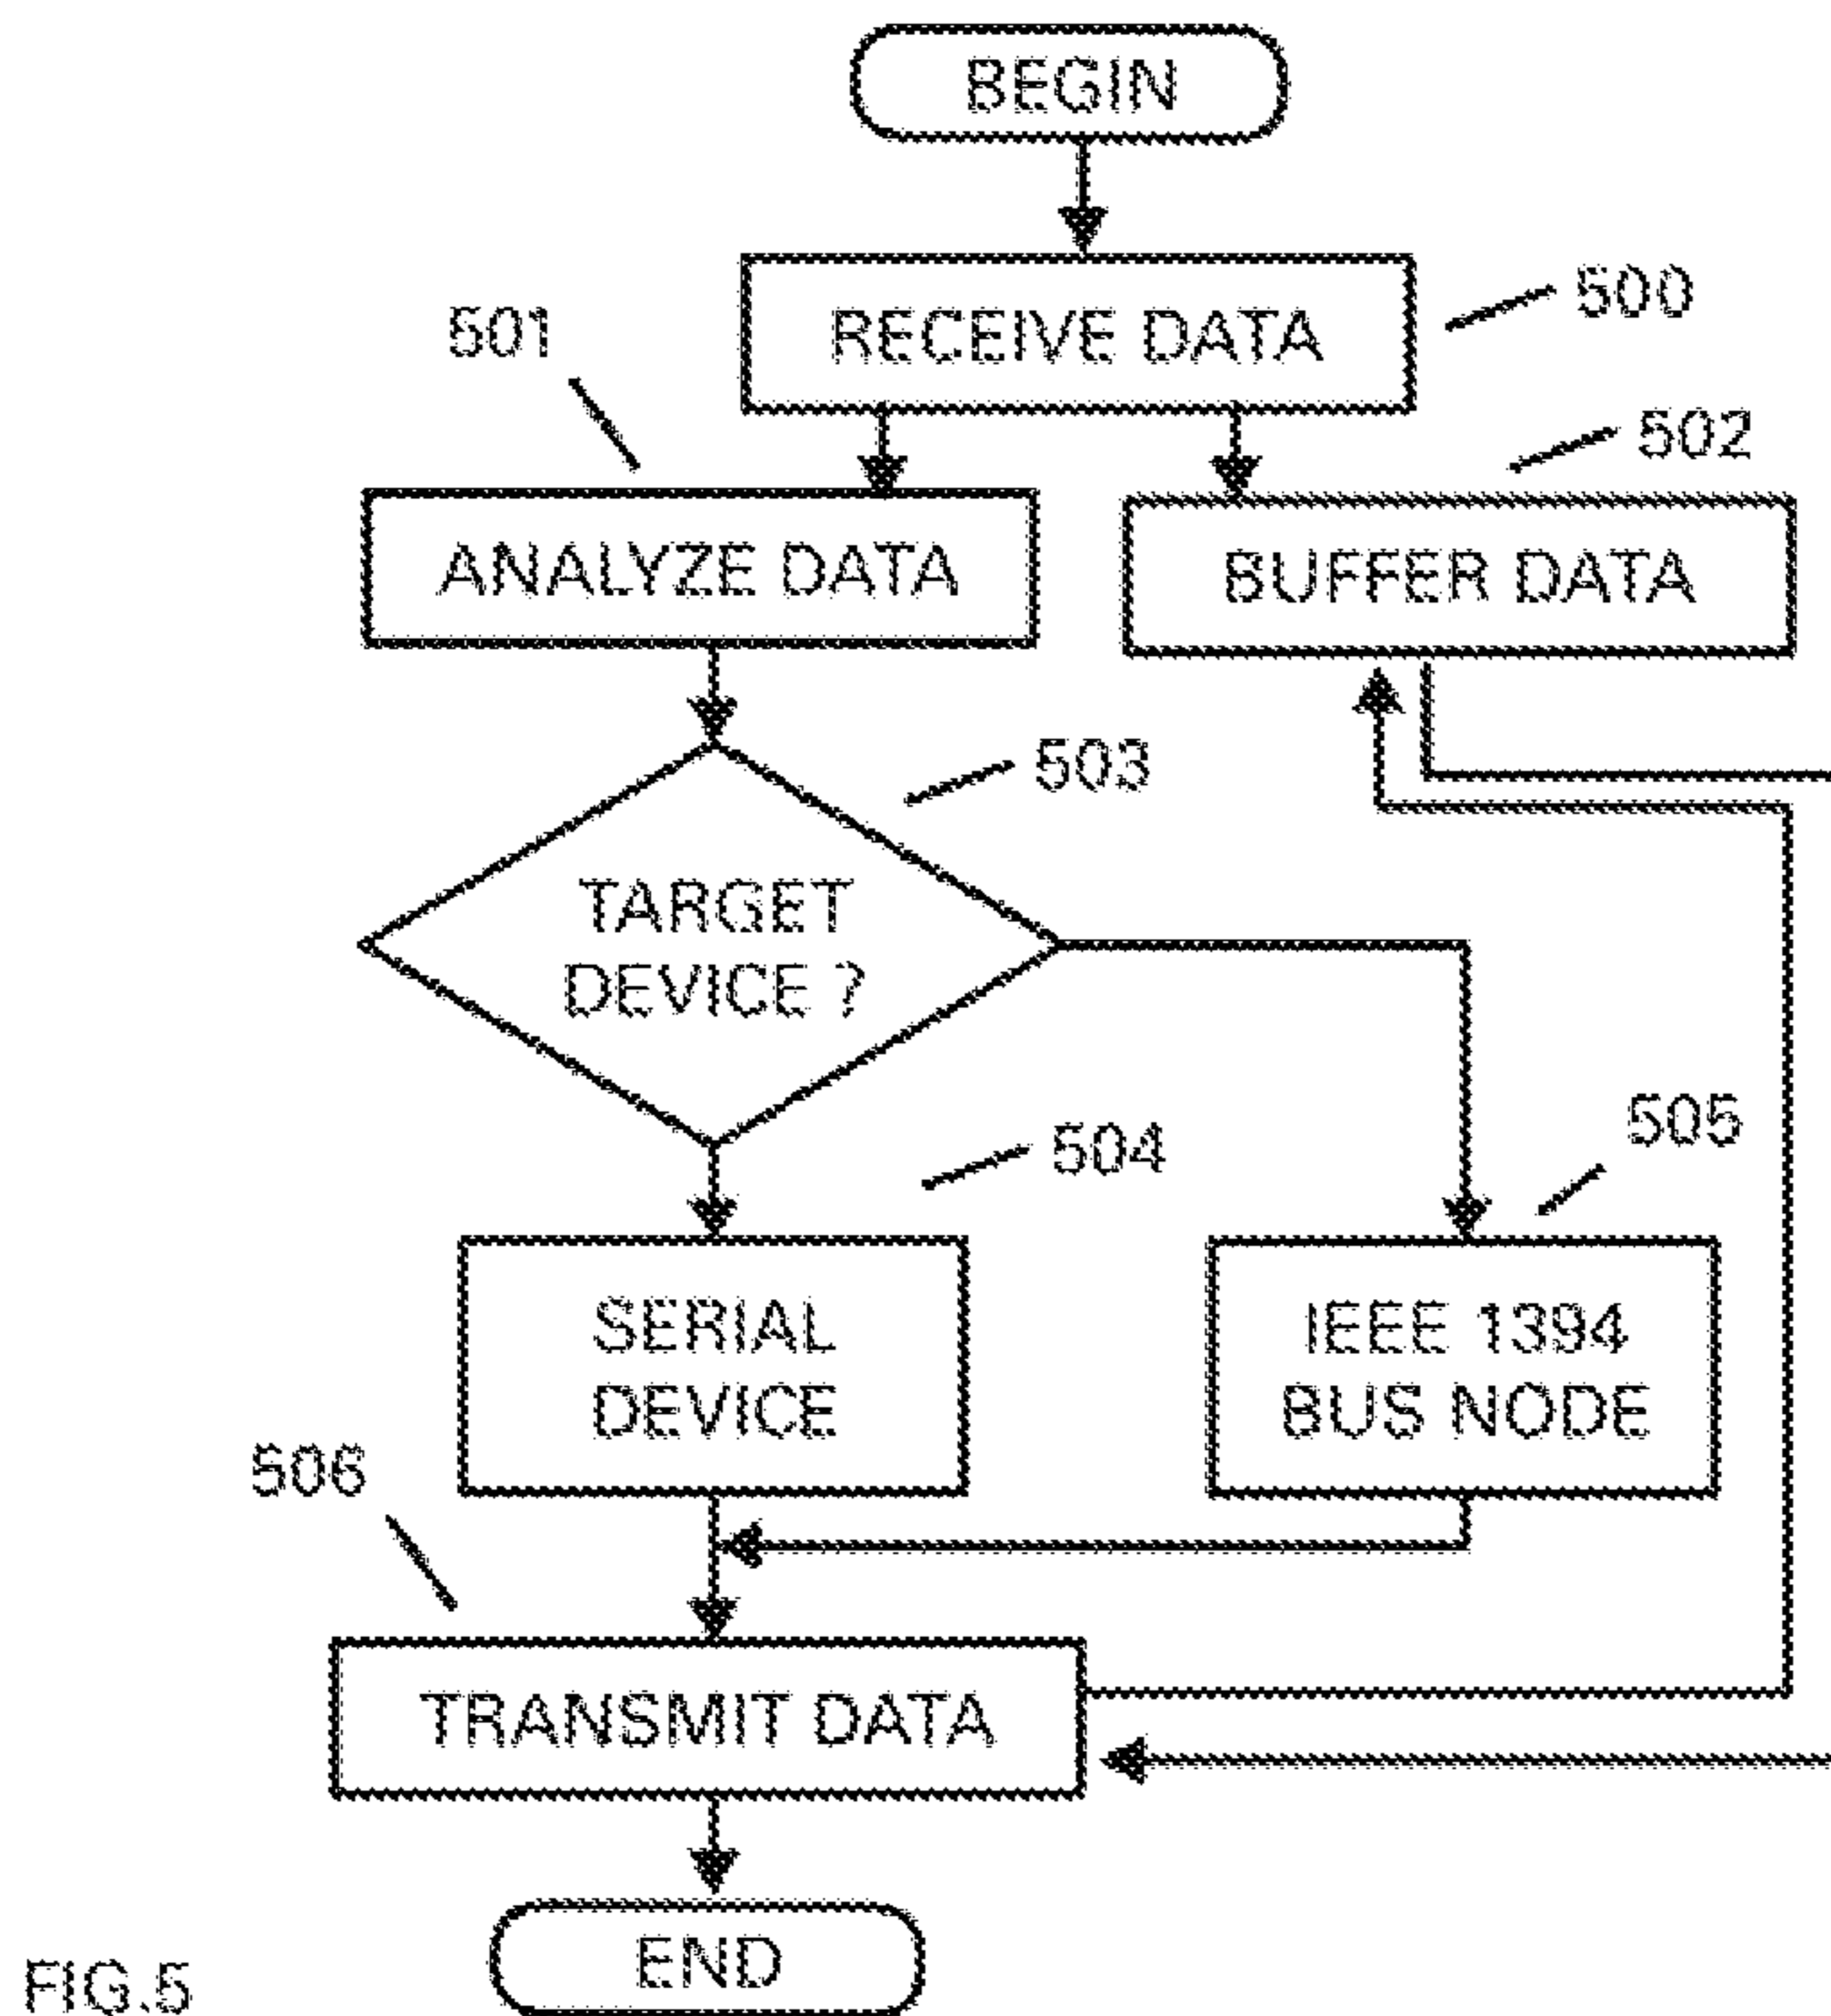 BEGIN
RECEIVE DATA
500
501
502
ANALYZE DATA
BUFFER DATA
503
TARGET
DEVICE ?
504
505
SERIAL
DEVICE
IEEE 1394
BUS NODE
506
TRANSMIT DATA
END
FIG.5